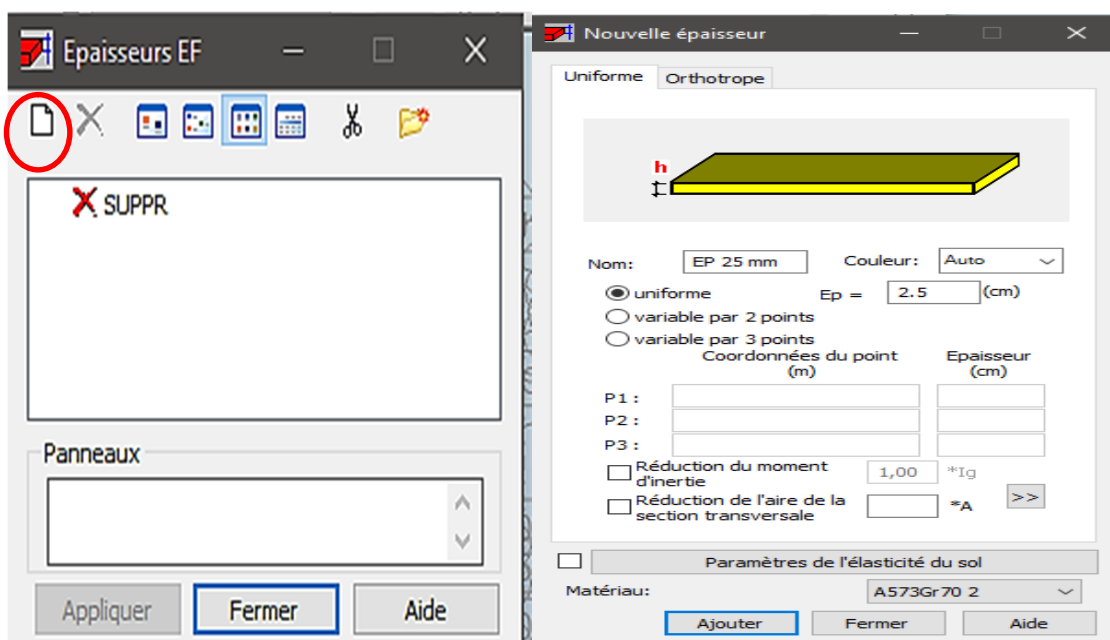 Epaisseurs EF
SUPPR
Panneaux
Appliquer Fermer Aide
Nouvelle épaisseur
Uniforme Orthotrope
h
Nom: EP 25 mm Couleur: Auto
uniforme Ep = 2.5 (cm)
variable par 2 points
variable par 3 points
Coordonnées du point Epaisseur
(m) (cm)
P1 :
P2 :
P3 :
Réduction du moment
d'inertie 1,00 *Ig
Réduction de l'aire de la
section transversale *A >>
Paramètres de l'élasticité du sol
Matériau: A573Gr70 2
Ajouter Fermer Aide